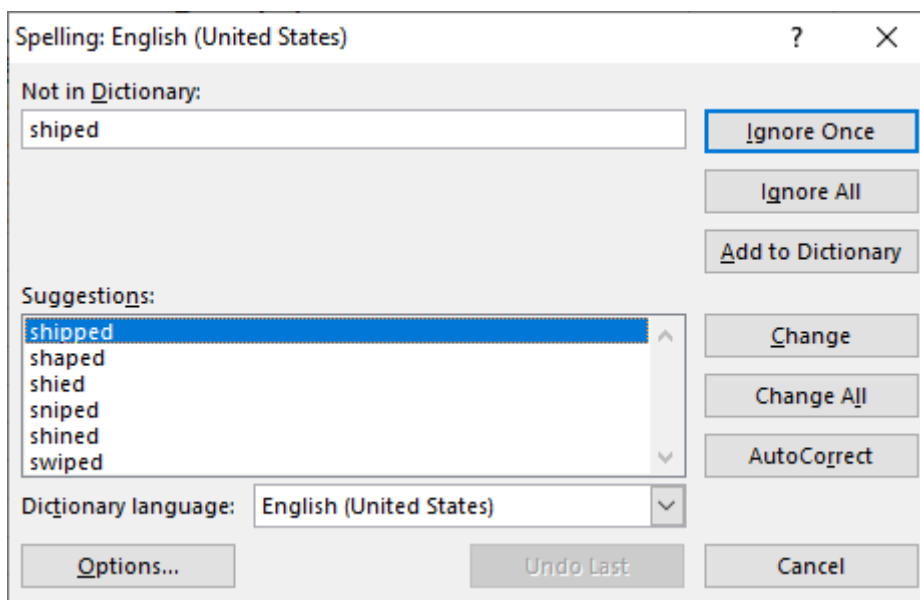 Spelling: English (United States)
?
Not in Dictionary:
shiped
Ignore Once
Ignore All
Add to Dictionary
Suggestions:
shipped
shaped
shied
sniped
shined
swiped
Change
Change All
AutoCorrect
Dictionary language: English (United States)
Options... Undo Last Cancel